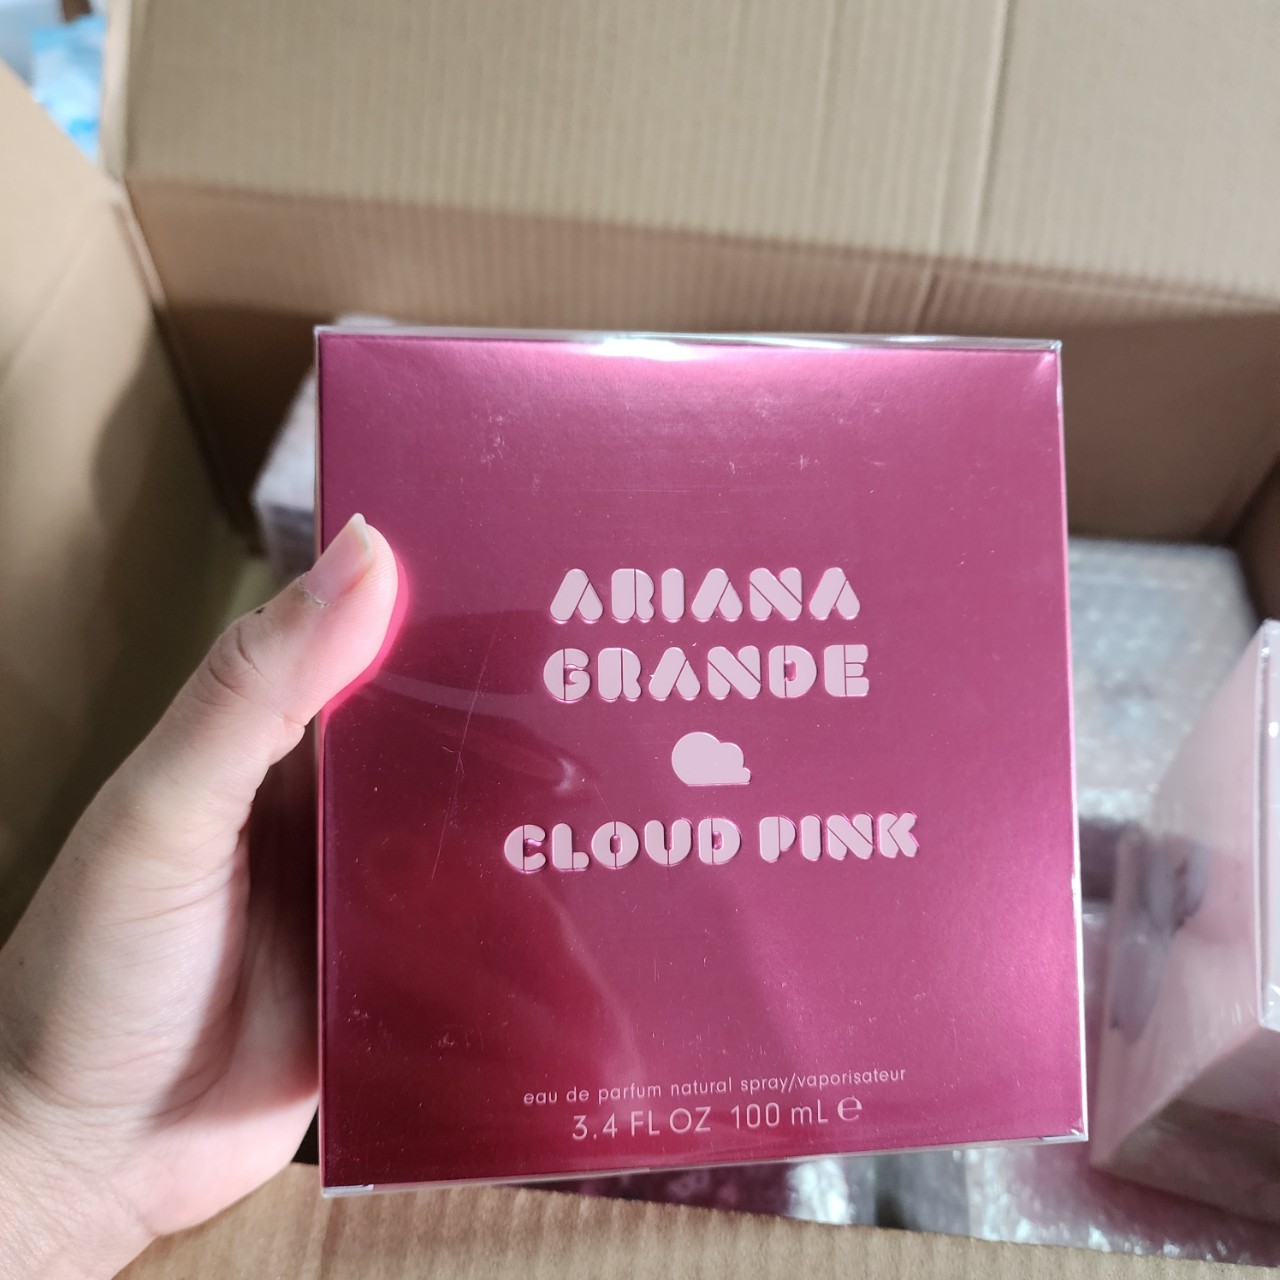 ARIANA
GRANDE
CLOUD PINK
eau de parfum natural spray/vaporisateur
3.4 FL OZ 100 mL ℮